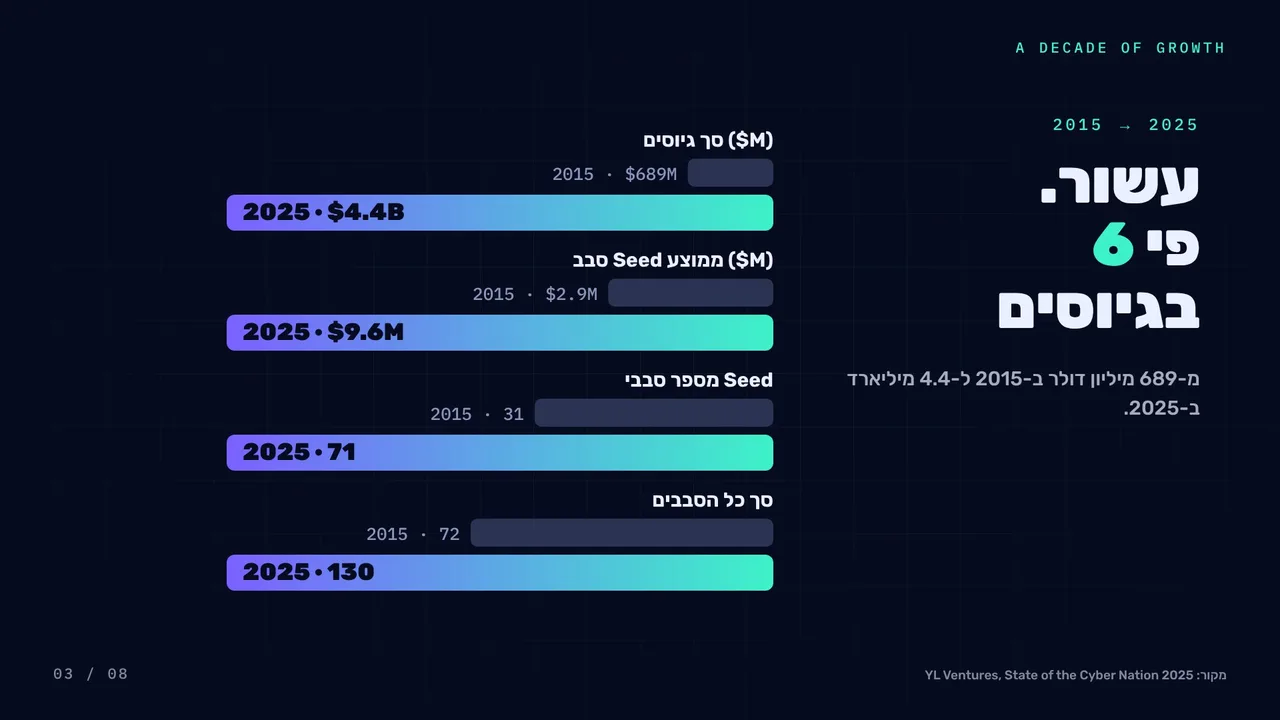 A DECADE OF GROWTH
2015 → 2025
עשור.
פי 6
בגיוסים
מ-689 מיליון דולר ב-2015 ל-4.4 מיליארד
ב-2025.
סך גיוסים ($M)
2015 · $689M
2025 · $4.4B
סבב Seed ממוצע ($M)
2015 · $2.9M
2025 · $9.6M
מספר סבבי Seed
2015 · 31
2025 · 71
סך כל הסבבים
2015 · 72
2025 · 130
03 / 08
מקור: YL Ventures, State of the Cyber Nation 2025